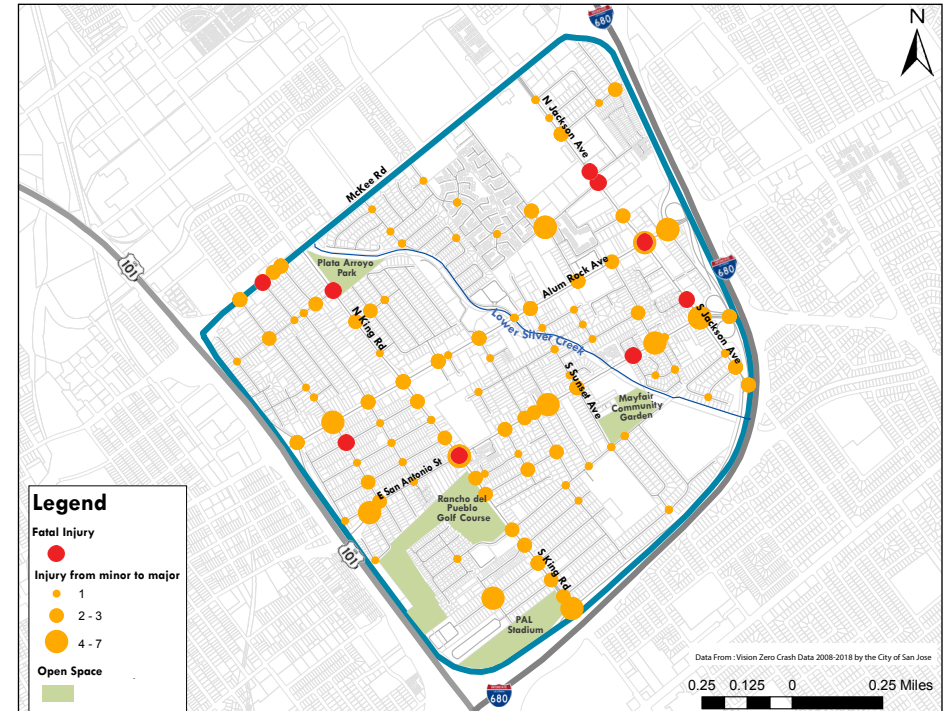 680
N
N Jackson Ave
McKee Rd
101
Plata Arroyo
Park
N King Rd
Alum Rock Ave
680
S Jackson Ave
Lower Silver Creek
S Sunset Ave
Mayfair
Community
Garden
E San Antonio St
Rancho del
Pueblo
Golf Course
101
S King Rd
PAL
Stadium
680
Legend
Fatal Injury
Injury from minor to major
1
2 - 3
4 - 7
Open Space
Data From : Vision Zero Crash Data 2008-2018 by the City of San Jose
0.25 0.125 0 0.25 Miles